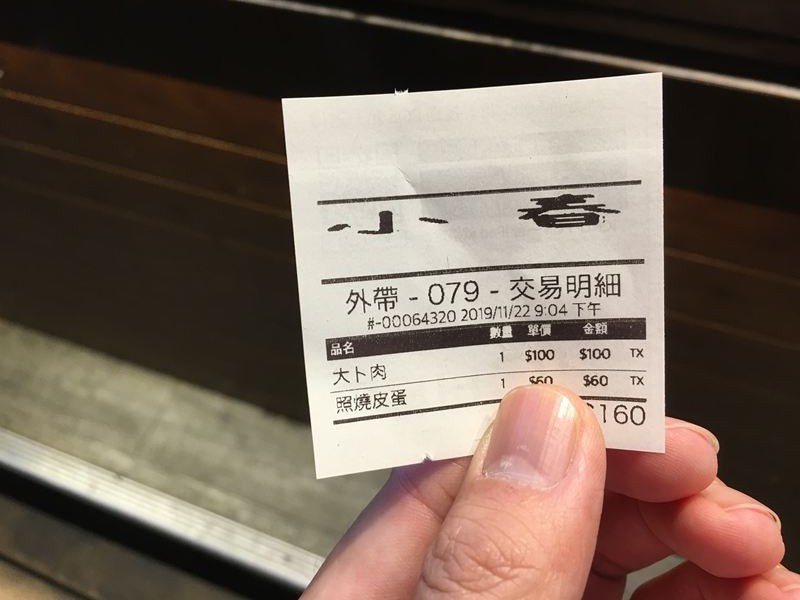 小春
外帶 - 079 - 交易明細
#-00064320 2019/11/22 9:04 下午
品名 數量 單價 金額
大卜肉 1 $100 $100 TX
照燒皮蛋 1 $60 $60 TX
160